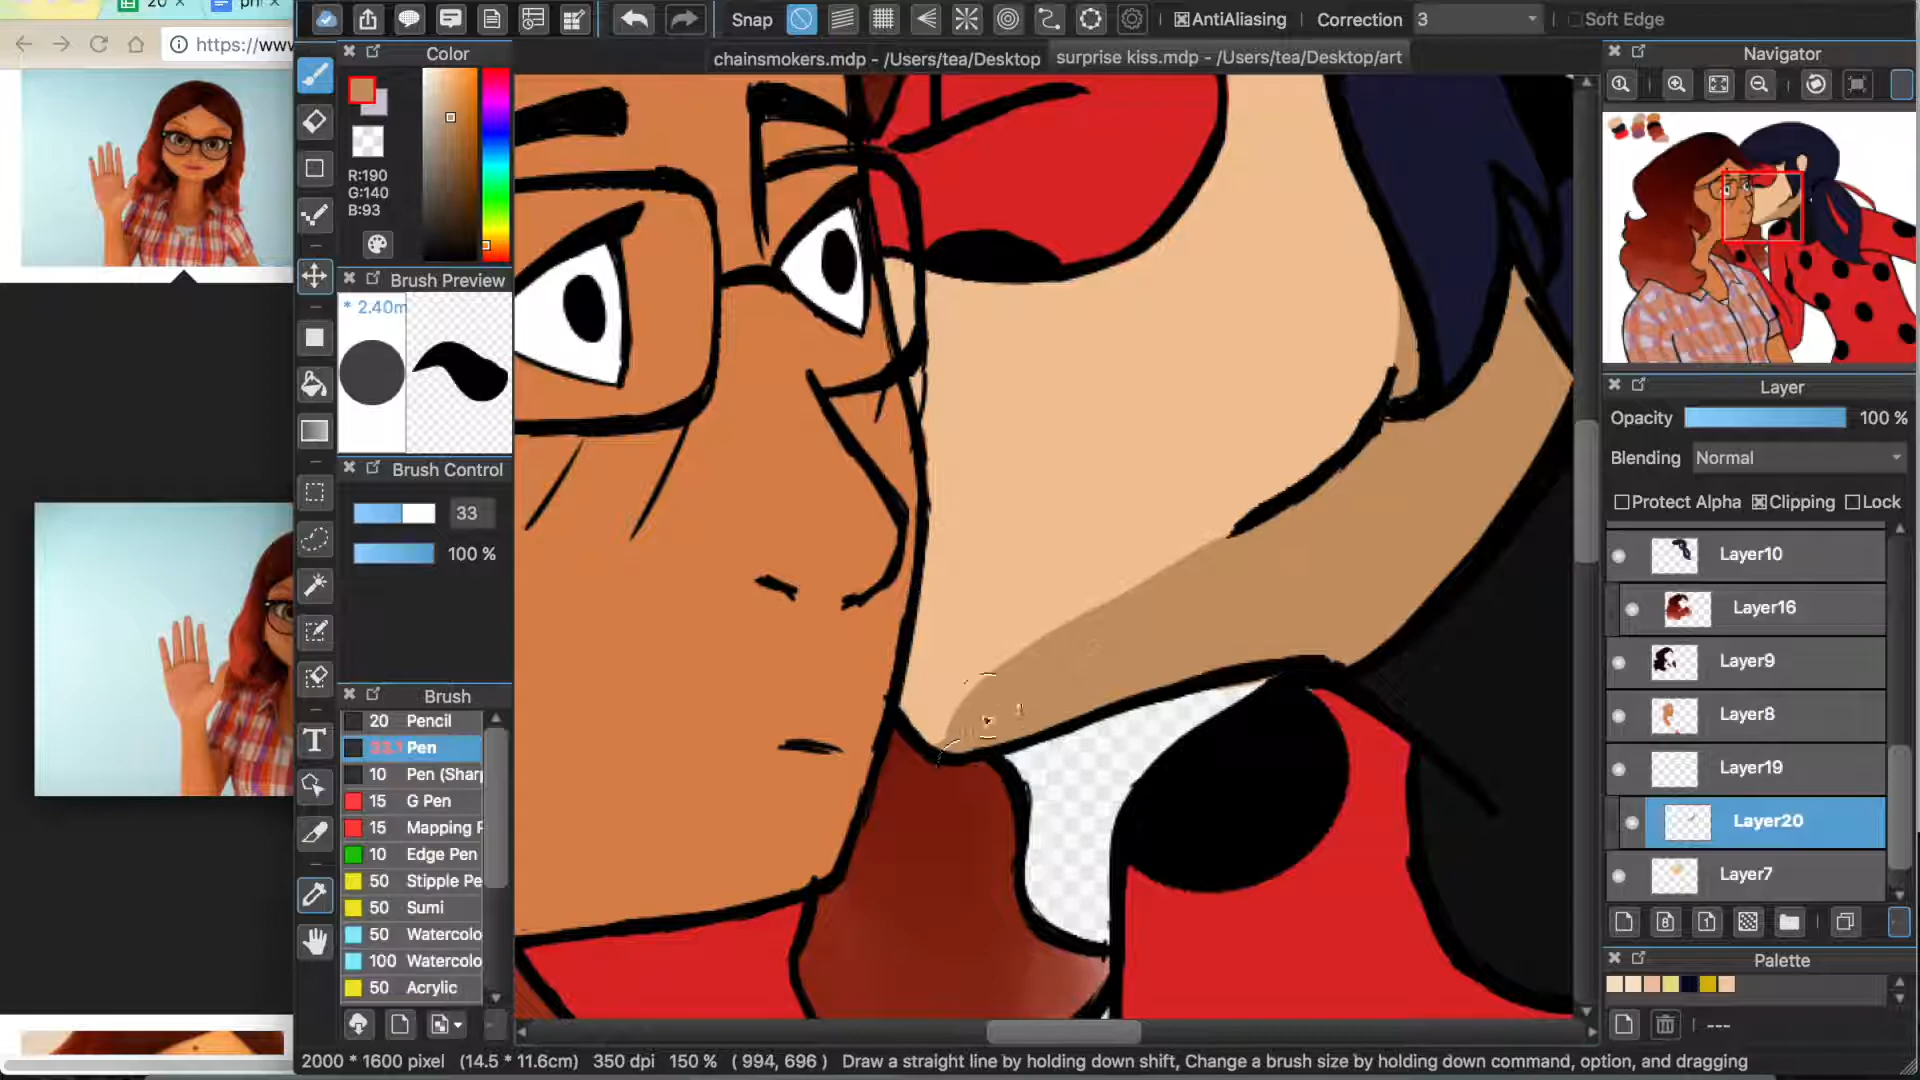 20
https://www
Snap
AntiAliasing
Correction
3
Soft Edge
chainsmokers.mdp - /Users/tea/Desktop
surprise kiss.mdp - /Users/tea/Desktop/art
Color
R:190
G:140
B:93
Brush Preview
* 2.40m
Brush Control
33
100 %
Brush
20 Pencil
33.1 Pen
10 Pen (Shar
15 G Pen
15 Mapping P
10 Edge Pen
50 Stipple Pe
50 Sumi
50 Watercolo
100 Watercolo
50 Acrylic
Navigator
Layer
Opacity
100 %
Blending
Normal
Protect Alpha
Clipping
Lock
Layer10
Layer16
Layer9
Layer8
Layer19
Layer20
Layer7
Palette
---
2000 * 1600 pixel (14.5 * 11.6cm) 350 dpi 150 % ( 994, 696 ) Draw a straight line by holding down shift, Change a brush size by holding down command, option, and dragging